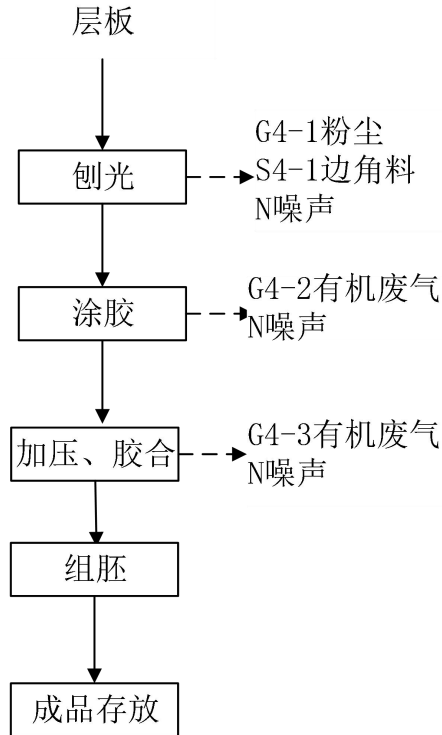 层板
刨光
G4-1粉尘
S4-1边角料
N噪声
涂胶
G4-2有机废气
N噪声
加压、胶合
G4-3有机废气
N噪声
组胚
成品存放